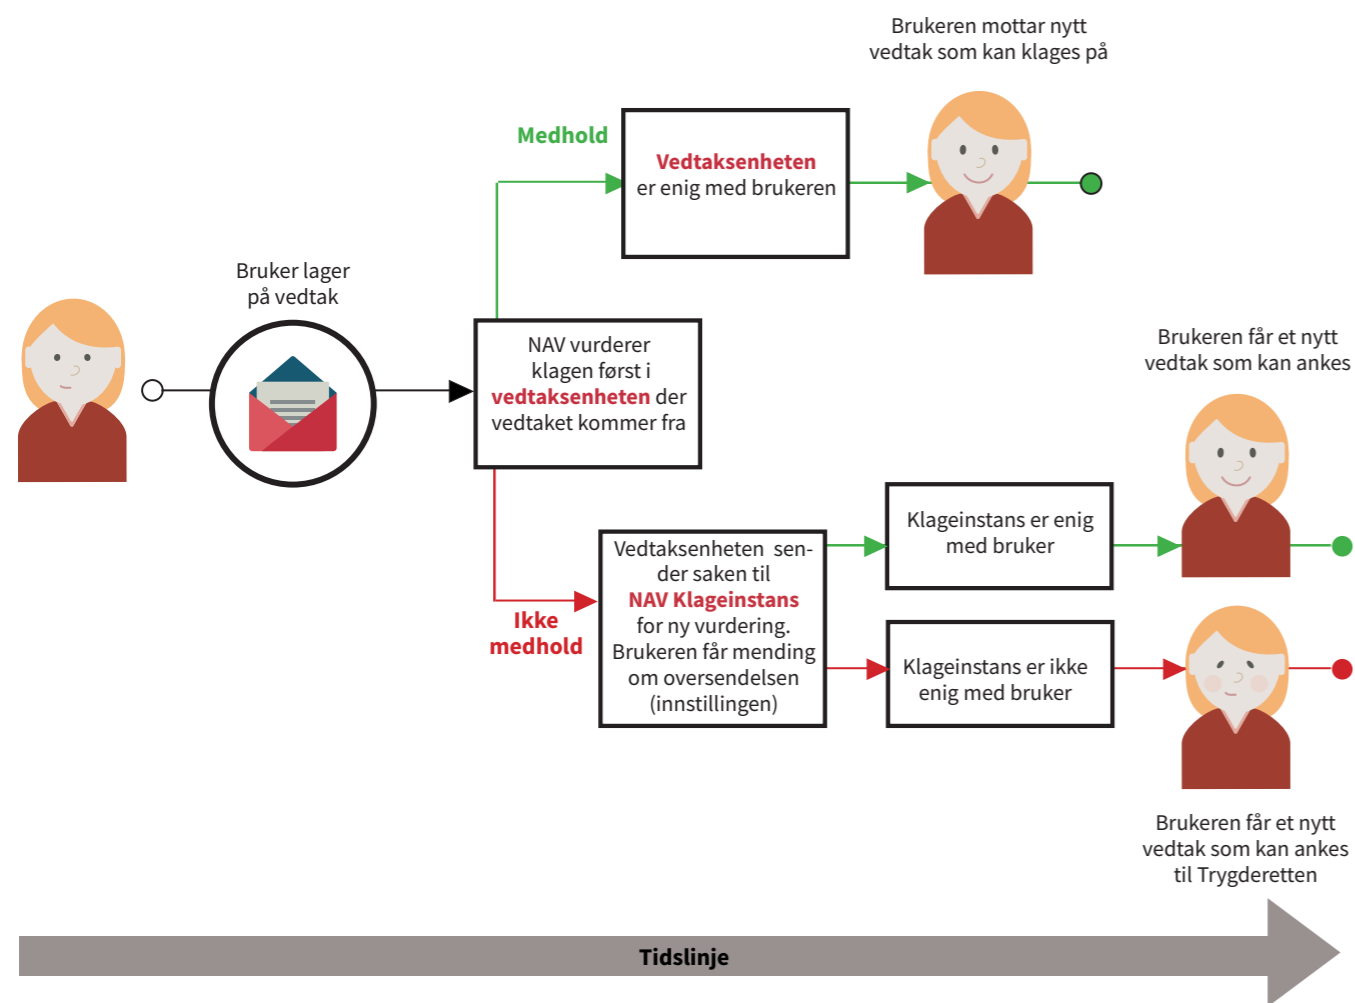 Brukeren mottar nytt
vedtak som kan klages på
Medhold
Vedtaksenheten
er enig med brukeren
Bruker lager
på vedtak
NAV vurderer
klagen først i
vedtaksenheten der
vedtaket kommer fra
Brukeren får et nytt
vedtak som kan ankes
Ikke
medhold
Vedtaksenheten sen-
der saken til
NAV Klageinstans
for ny vurdering.
Brukeren får mending
om oversendelsen
(innstillingen)
Klageinstans er enig
med bruker
Klageinstans er ikke
enig med bruker
Brukeren får et nytt
vedtak som kan ankes
til Trygderetten
Tidslinje